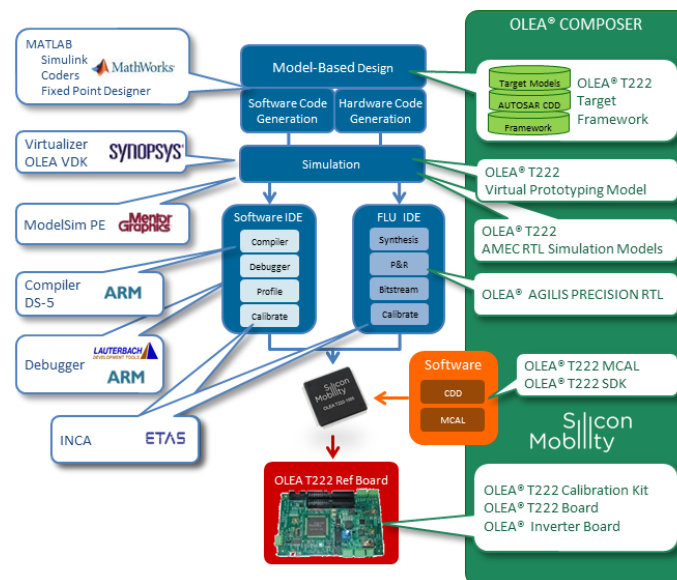 OLEA® COMPOSER
MATLAB
Simulink
Coders
Fixed Point Designer
MathWorks
Model-Based Design
Software Code
Generation
Hardware Code
Generation
Target Models
AUTOSAR CDD
Framework
OLEA® T222
Target
Framework
Virtualizer
OLEA VDK
SYNOPSYS
Simulation
OLEA® T222
Virtual Prototyping Model
ModelSim PE
Mentor
Graphics
Software IDE
Compiler
Debugger
Profile
Calibrate
FLU IDE
Synthesis
P&R
Bitstream
Calibrate
OLEA® T222
AMEC RTL Simulation Models
Compiler
DS-5
ARM
OLEA® AGILIS PRECISION RTL
Debugger
LAUTERBACH
DEVELOPMENT TOOLS
ARM
Software
CDD
MCAL
OLEA® T222 MCAL
OLEA® T222 SDK
Silicon
Mobility
INCA
ETAS
Silicon
Mobility
OLEA T222 Ref Board
OLEA® T222 Calibration Kit
OLEA® T222 Board
OLEA® Inverter Board